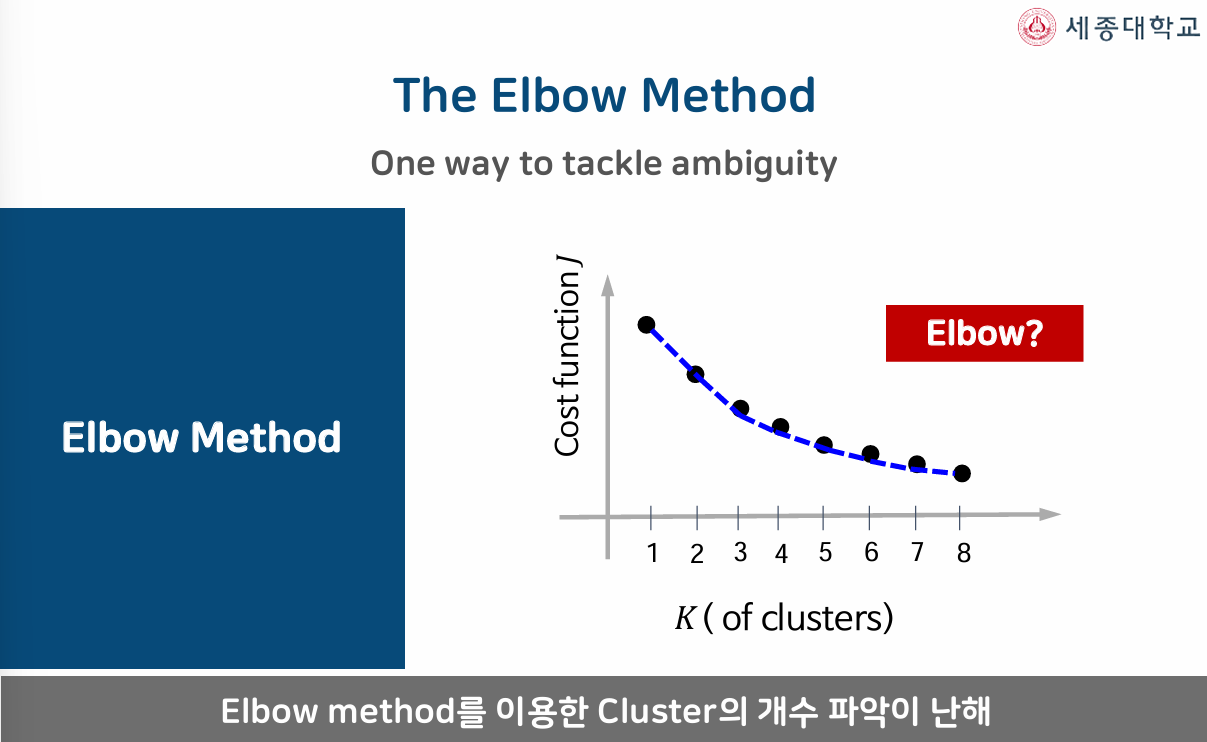 세종대학교
The Elbow Method
One way to tackle ambiguity
Elbow Method
Cost function J
Elbow?
1 2 3 4 5 6 7 8
K ( of clusters)
Elbow method를 이용한 Cluster의 개수 파악이 난해